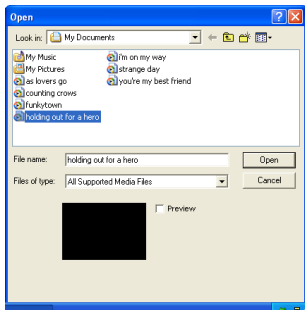 Open
Look in: My Documents
My Music
My Pictures
as lovers go
counting crows
funkytown
holding out for a hero
i'm on my way
strange day
you're my best friend
File name: holding out for a hero Open
Files of type: All Supported Media Files Cancel
Preview